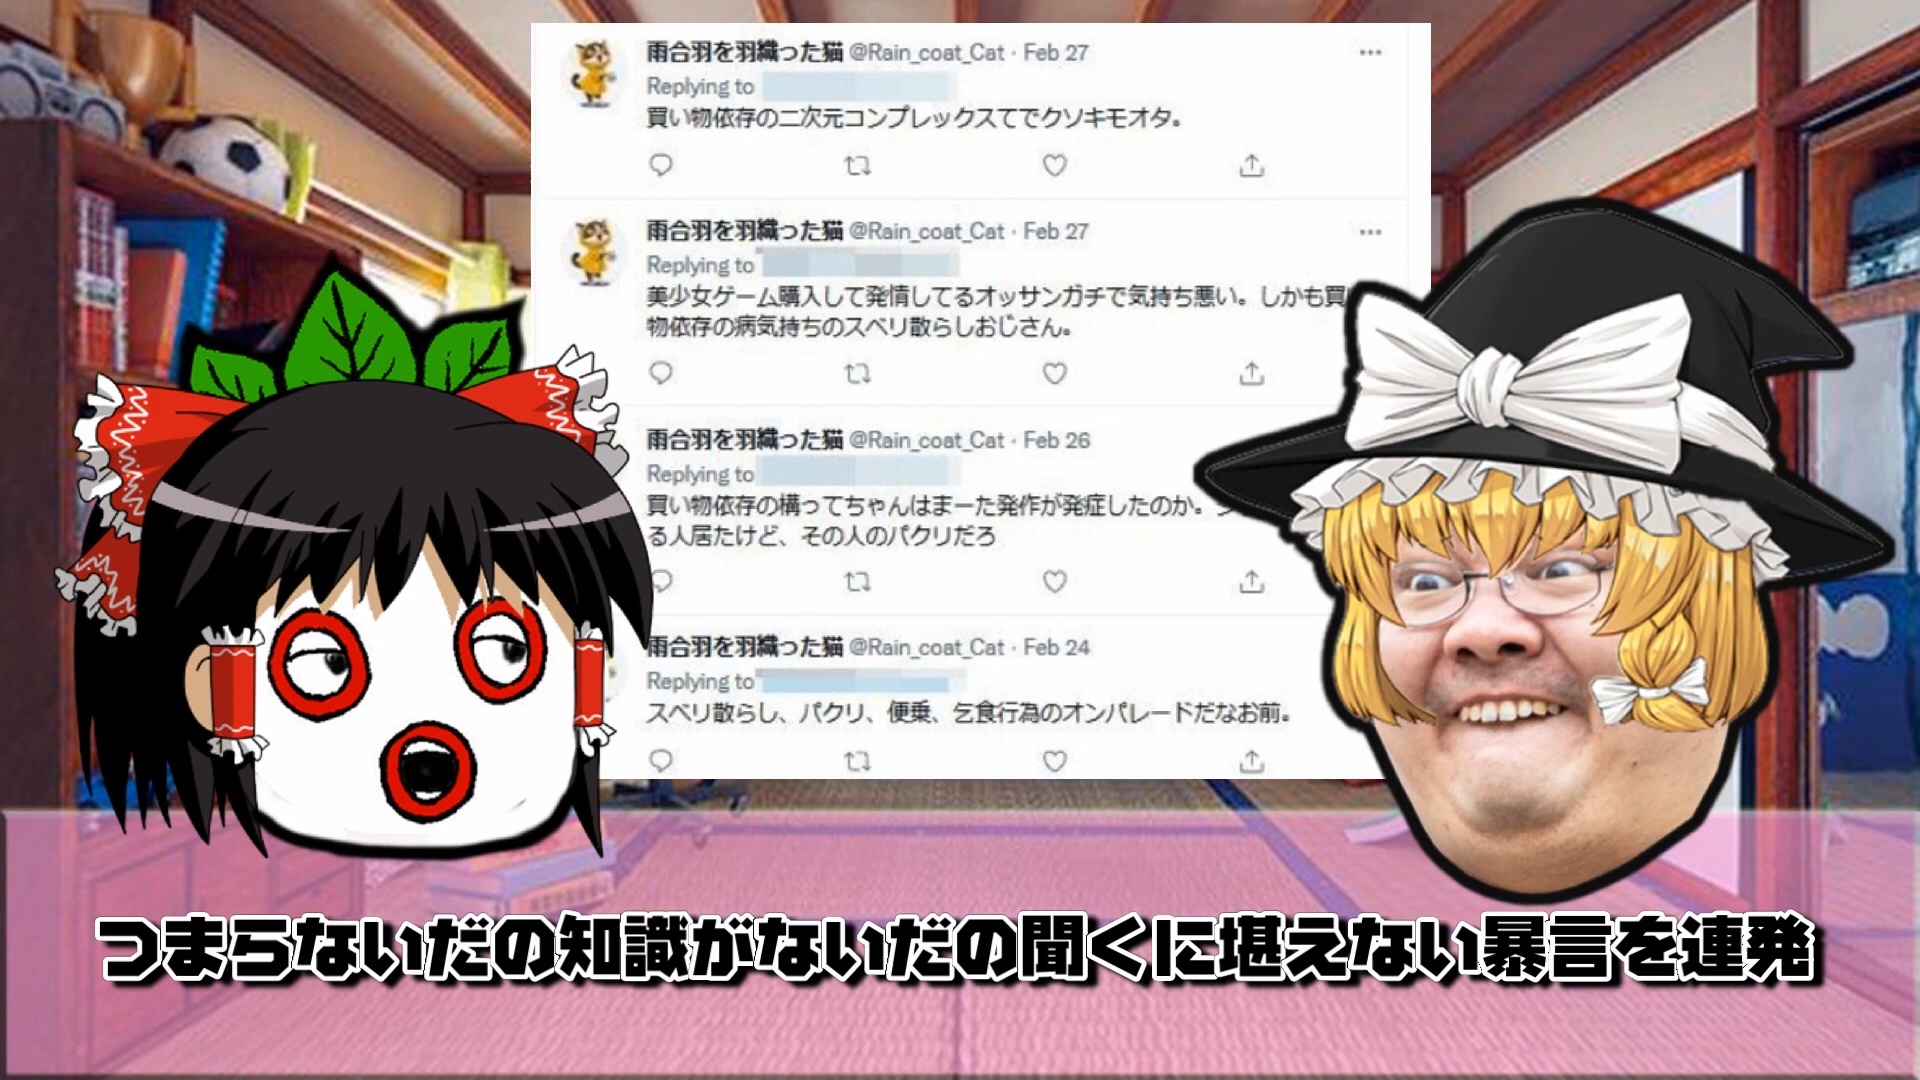 雨合羽を羽織った猫 @Rain_coat_Cat · Feb 27
Replying to
買い物依存の二次元コンプレックスてでクソキモオタ。
雨合羽を羽織った猫 @Rain_coat_Cat · Feb 27
Replying to
美少女ゲーム購入して発情してるオッサンガチで気持ち悪い。しかも買
物依存の病気持ちのスベリ散らしおじさん。
雨合羽を羽織った猫 @Rain_coat_Cat · Feb 26
Replying to
買い物依存の構ってちゃんはまーた発作が発症したのか。
る人居たけど、その人のパクリだろ
雨合羽を羽織った猫 @Rain_coat_Cat · Feb 24
Replying to
スベリ散らし、パクリ、便乗、乞食行為のオンパレードだなお前。
つまらないだの知識がないだの聞くに堪えない暴言を連発